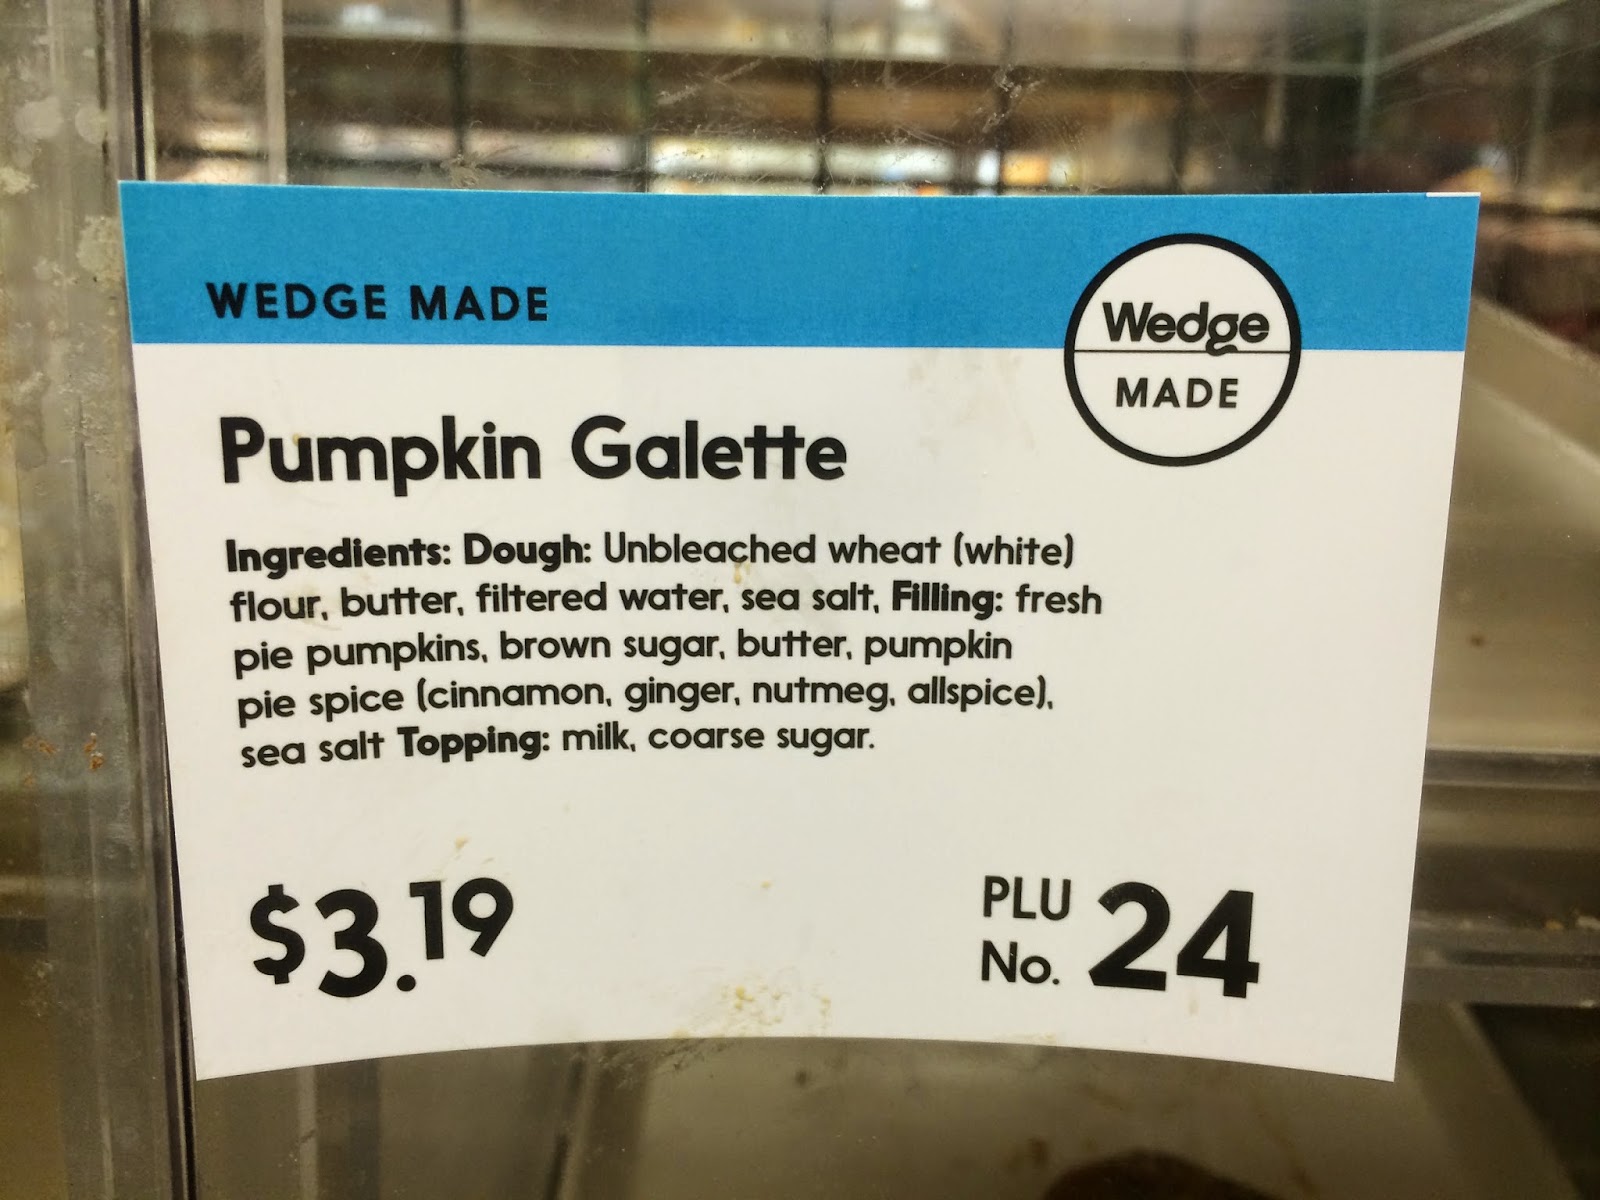 WEDGE MADE
Wedge
MADE
Pumpkin Galette
Ingredients: Dough: Unbleached wheat (white)
flour, butter, filtered water, sea salt, Filling: fresh
pie pumpkins, brown sugar, butter, pumpkin
pie spice (cinnamon, ginger, nutmeg, allspice),
sea salt Topping: milk, coarse sugar.
$3.19
PLU
No. 24